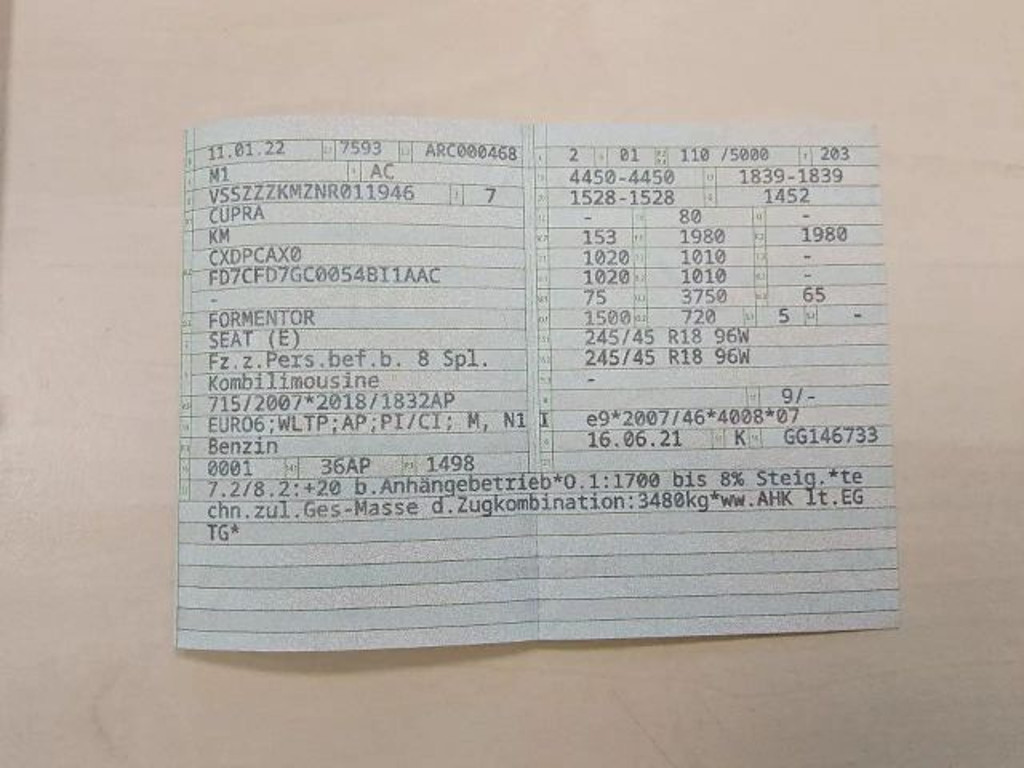 11.01.22 7593 ARC000468
M1 AC
VSSZZZKMZNR011946 7
CUPRA
KM
CXDPCAX0
FD7CFD7GC0054BI1AAC
-
FORMENTOR
SEAT (E)
Fz.z.Pers.bef.b. 8 Spl.
Kombilimousine
715/2007*2018/1832AP
EURO6;WLTP;AP;PI/CI; M, N1 I
Benzin
0001 36AP 1498
2 01 110 /5000 203
4450-4450 1839-1839
1528-1528 1452
- 80 -
153 1980 1980
1020 1010 -
1020 1010 -
75 3750 65
1500 720 5 -
245/45 R18 96W
245/45 R18 96W
-
9/-
e9*2007/46*4008*07
16.06.21 K GG146733
7.2/8.2:+20 b.Anhängebetrieb*O.1:1700 bis 8% Steig.*te
chn.zul.Ges-Masse d.Zugkombination:3480kg*ww.AHK lt.EG
TG*